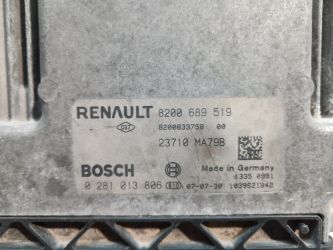 RENAULT 8200 689 519
8200833758 00
23710 MA79B
BOSCH Made in Germany
0 281 013 806 07-07-30